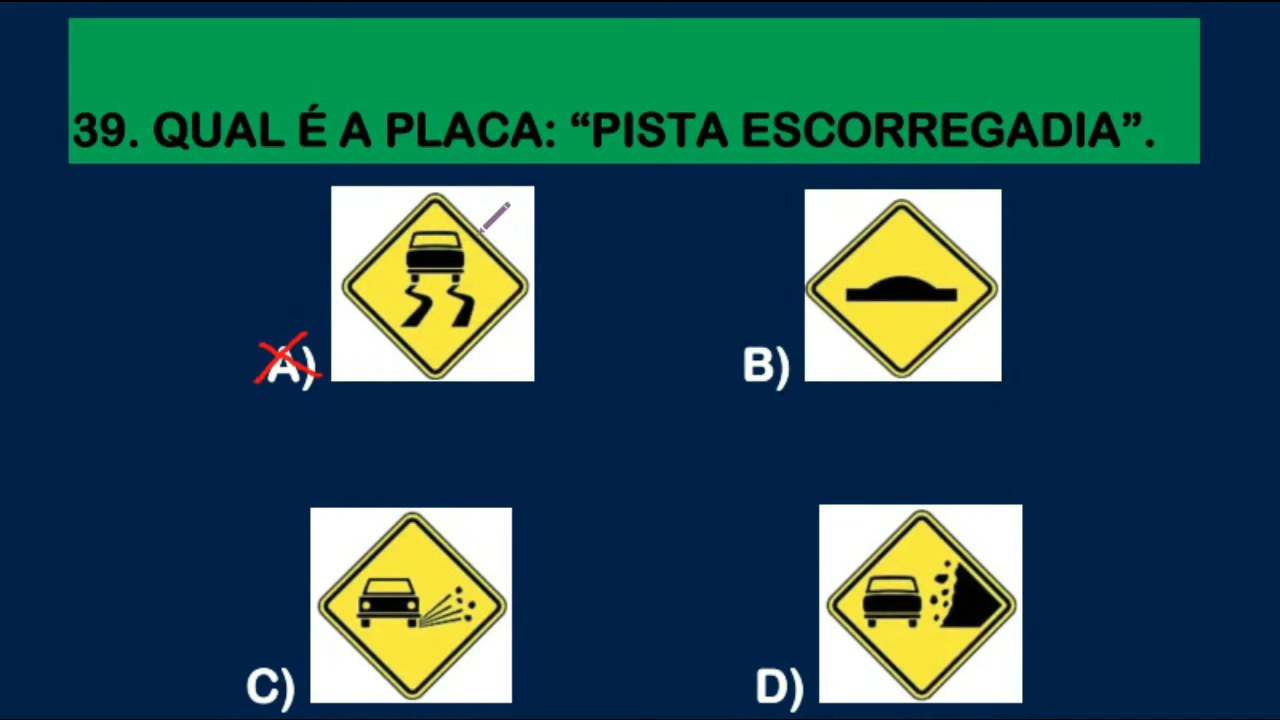 39. QUAL É A PLACA: “PISTA ESCORREGADIA”.
A)
B)
C)
D)